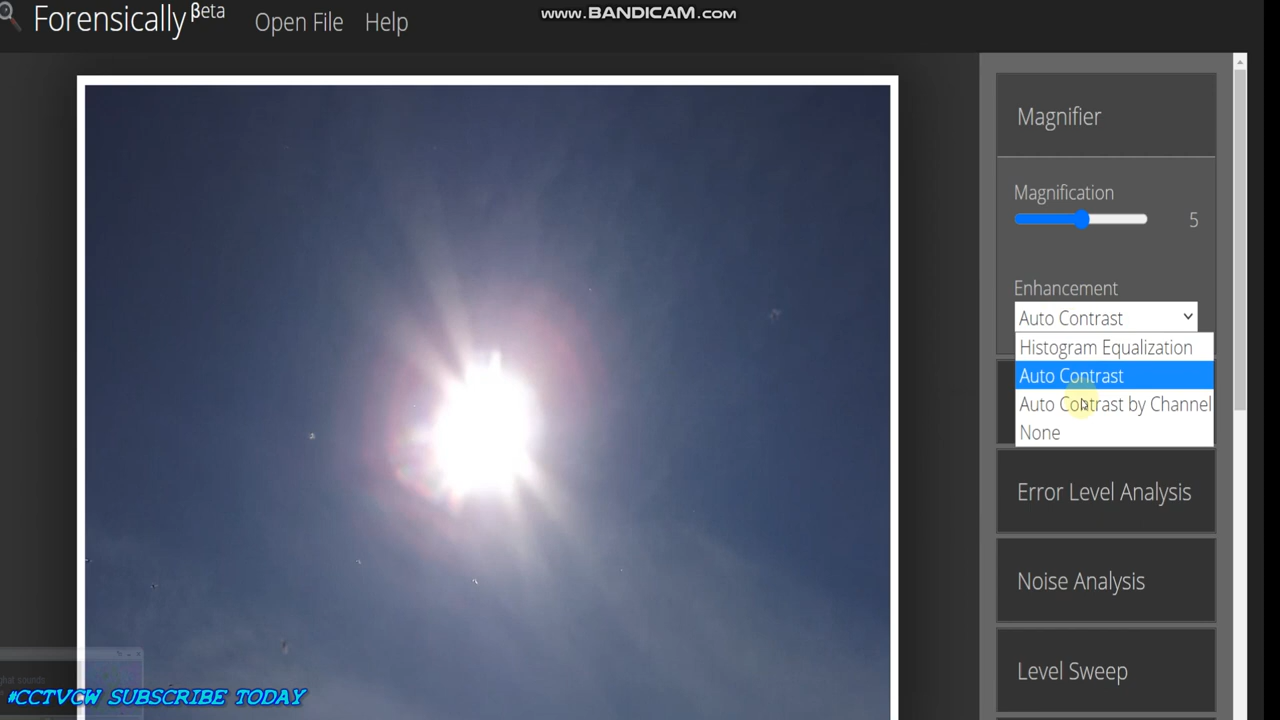 Forensically βeta
Open File
Help
www.BANDICAM.com
Magnifier
Magnification
5
Enhancement
Auto Contrast
Histogram Equalization
Auto Contrast
Auto Contrast by Channel
None
Error Level Analysis
Noise Analysis
Level Sweep
#CCTVCW SUBSCRIBE TODAY